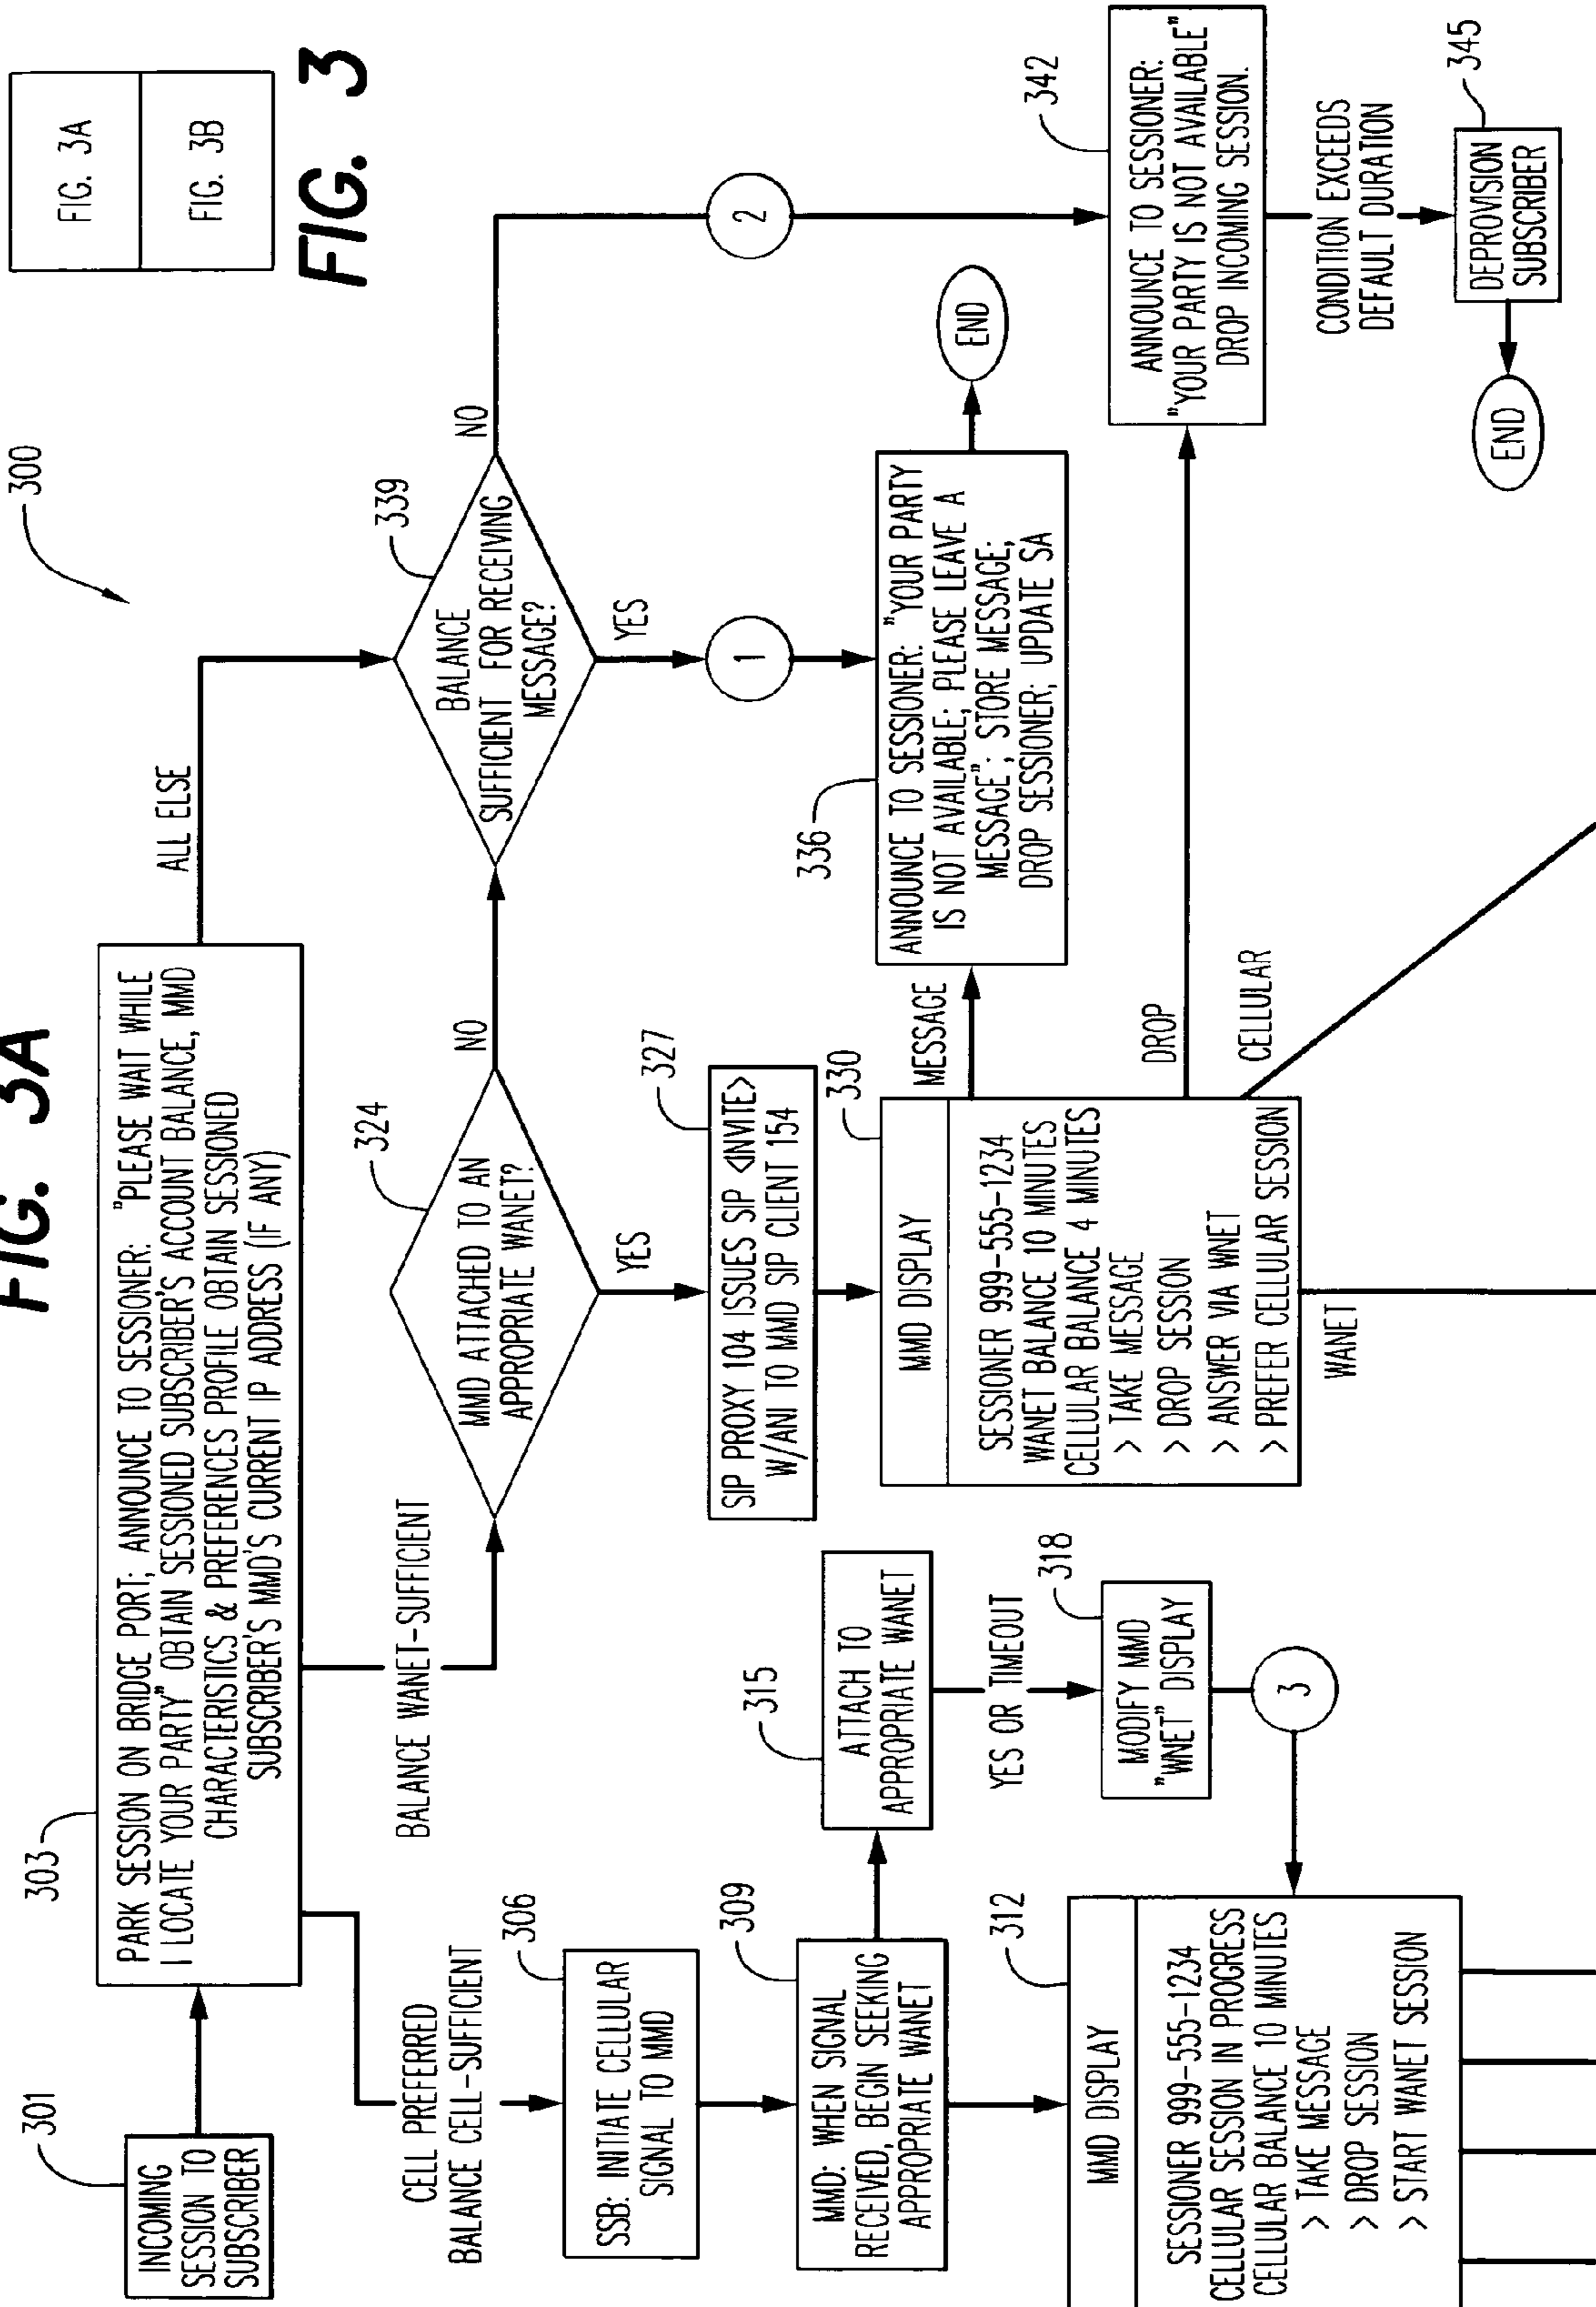 FIG. 3A
300
FIG. 3A
FIG. 3B
FIG. 3
301
INCOMING
SESSION TO
SUBSCRIBER
303
PARK SESSION ON BRIDGE PORT; ANNOUNCE TO SESSIONER: "PLEASE WAIT WHILE
I LOCATE YOUR PARTY" OBTAIN SESSIONED SUBSCRIBER'S ACCOUNT BALANCE, MMD
CHARACTERISTICS & PREFERENCES PROFILE OBTAIN SESSIONED
SUBSCRIBER'S MMD'S CURRENT IP ADDRESS (IF ANY)
CELL PREFERRED
BALANCE CELL-SUFFICIENT
BALANCE WANET-SUFFICIENT
ALL ELSE
306
SSB: INITIATE CELLULAR
SIGNAL TO MMD
309
MMD: WHEN SIGNAL
RECEIVED, BEGIN SEEKING
APPROPRIATE WANET
312
MMD DISPLAY
SESSIONER 999-555-1234
CELLULAR SESSION IN PROGRESS
CELLULAR BALANCE 10 MINUTES
> TAKE MESSAGE
> DROP SESSION
> START WANET SESSION
315
ATTACH TO
APPROPRIATE WANET
YES OR TIMEOUT
318
MODIFY MMD
"WNET" DISPLAY
3
324
MMD ATTACHED TO AN
APPROPRIATE WANET?
NO
YES
327
SIP PROXY 104 ISSUES SIP <INVITE>
W/ANI TO MMD SIP CLIENT 154
330
MMD DISPLAY
SESSIONER 999-555-1234
WANET BALANCE 10 MINUTES
CELLULAR BALANCE 4 MINUTES
> TAKE MESSAGE
> DROP SESSION
> ANSWER VIA WNET
> PREFER CELLULAR SESSION
WANET
MESSAGE
DROP
CELLULAR
339
BALANCE
SUFFICIENT FOR RECEIVING
MESSAGE?
NO
YES
1
2
336
ANNOUNCE TO SESSIONER: "YOUR PARTY
IS NOT AVAILABLE; PLEASE LEAVE A
MESSAGE"; STORE MESSAGE;
DROP SESSIONER; UPDATE SA
END
342
ANNOUNCE TO SESSIONER:
"YOUR PARTY IS NOT AVAILABLE"
DROP INCOMING SESSION.
CONDITION EXCEEDS
DEFAULT DURATION
345
DEPROVISION
SUBSCRIBER
END